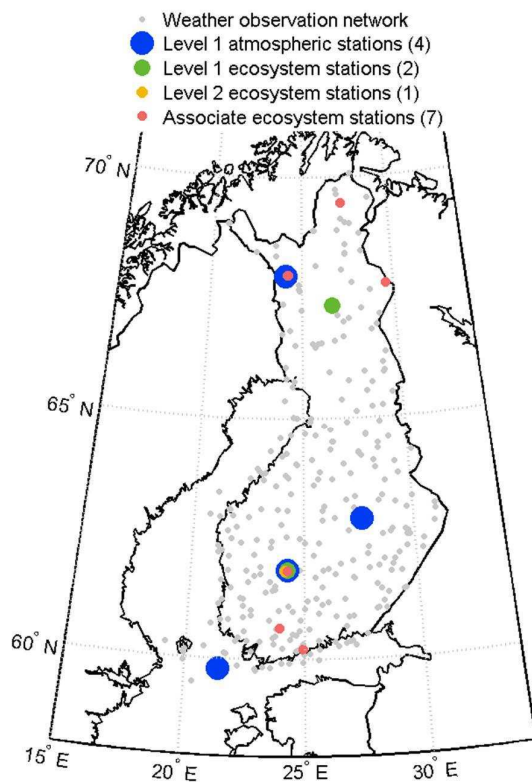 Weather observation network
Level 1 atmospheric stations (4)
Level 1 ecosystem stations (2)
Level 2 ecosystem stations (1)
Associate ecosystem stations (7)
70° N
65° N
60° N
15° E
20° E
25° E
30° E